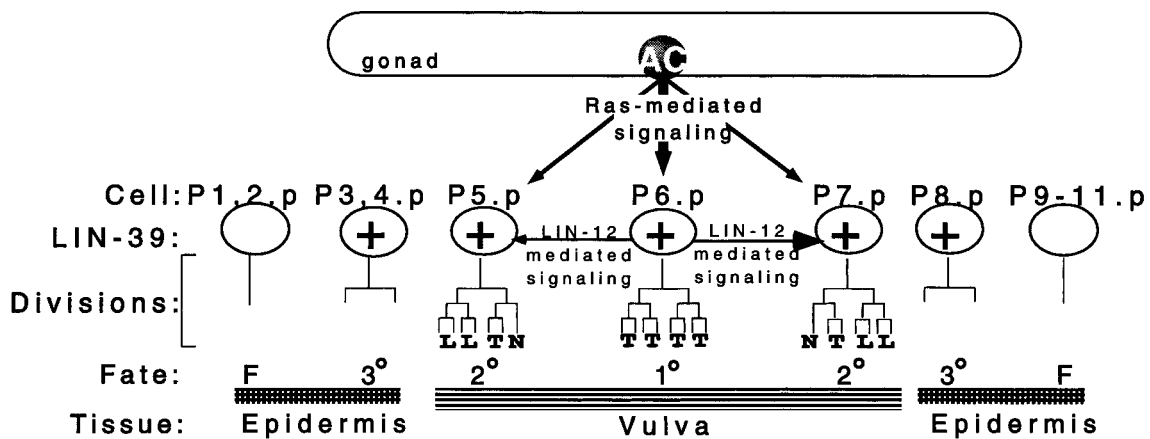 AC
gonad
Ras-mediated
signaling
Cell: P1,2.p P3,4.p P5.p P6.p P7.p P8.p P9-11.p
LIN-39: + + LIN-12 + LIN-12 + +
mediated mediated
signaling signaling
Divisions:
L L T N T T T T N T L L
Fate: F 3° 2° 1° 2° 3° F
Tissue: Epidermis Vulva Epidermis